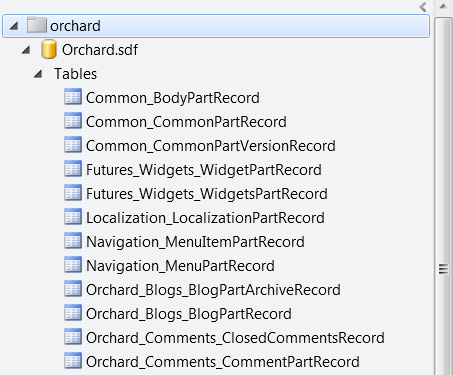 orchard
Orchard.sdf
Tables
Common_BodyPartRecord
Common_CommonPartRecord
Common_CommonPartVersionRecord
Futures_Widgets_WidgetPartRecord
Futures_Widgets_WidgetsPartRecord
Localization_LocalizationPartRecord
Navigation_MenuItemPartRecord
Navigation_MenuPartRecord
Orchard_Blogs_BlogPartArchiveRecord
Orchard_Blogs_BlogPartRecord
Orchard_Comments_ClosedCommentsRecord
Orchard_Comments_CommentPartRecord